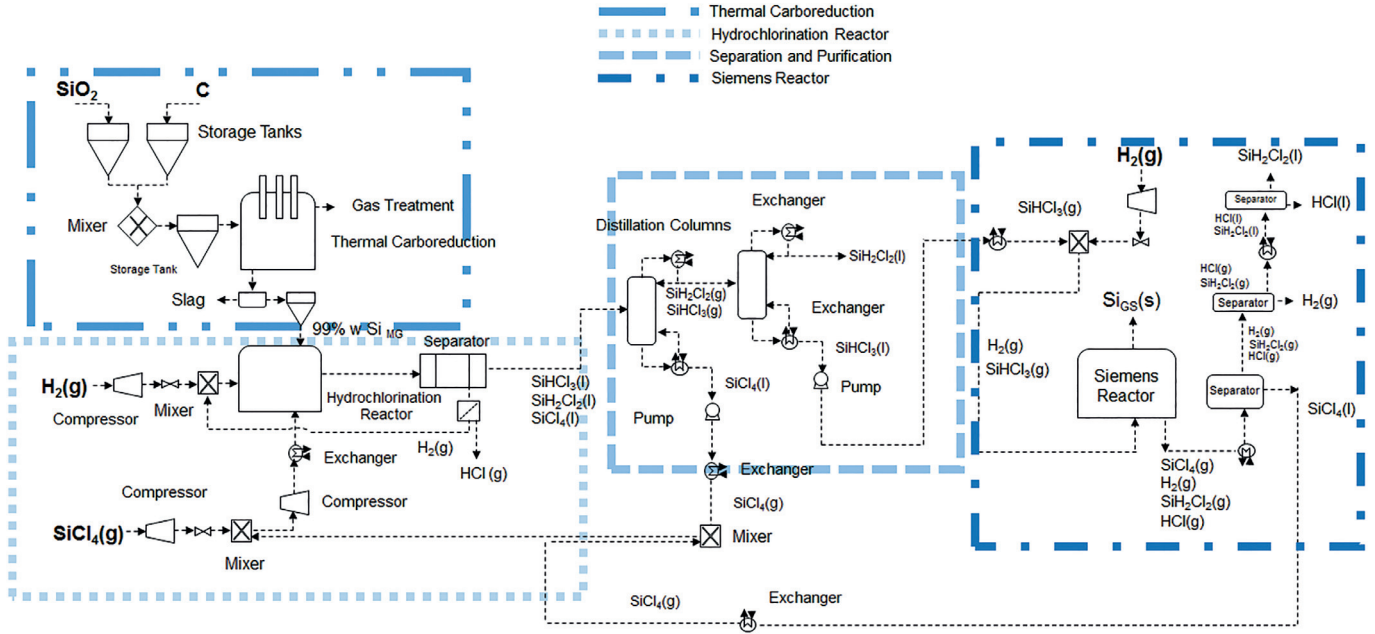 Thermal Carboreduction
Hydrochlorination Reactor
Separation and Purification
Siemens Reactor
SiO2
C
Storage Tanks
Mixer
Storage Tank
Gas Treatment
Thermal Carboreduction
Slag
99% w Si MG
Separator
H2(g)
Compressor
Mixer
Hydrochlorination
Reactor
H2(g)
HCl (g)
Exchanger
Compressor
Compressor
SiCl4(g)
Mixer
SiHCl3(l)
SiH2Cl2(l)
SiCl4(l)
Exchanger
Distillation Columns
SiH2Cl2(g)
SiHCl3(g)
SiH2Cl2(l)
Exchanger
SiHCl3(l)
SiCl4(l)
Pump
Pump
Exchanger
SiCl4(g)
Mixer
SiCl4(g)
Exchanger
H2(g)
SiHCl3(g)
H2(g)
SiHCl3(g)
SiGS(s)
Siemens
Reactor
SiCl4(g)
H2(g)
SiH2Cl2(g)
HCl(g)
SiH2Cl2(l)
Separator
HCl(l)
HCl(l)
SiH2Cl2(l)
HCl(g)
SiH2Cl2(g)
Separator
H2(g)
H2(g)
SiH2Cl2(g)
HCl(g)
Separator
SiCl4(l)